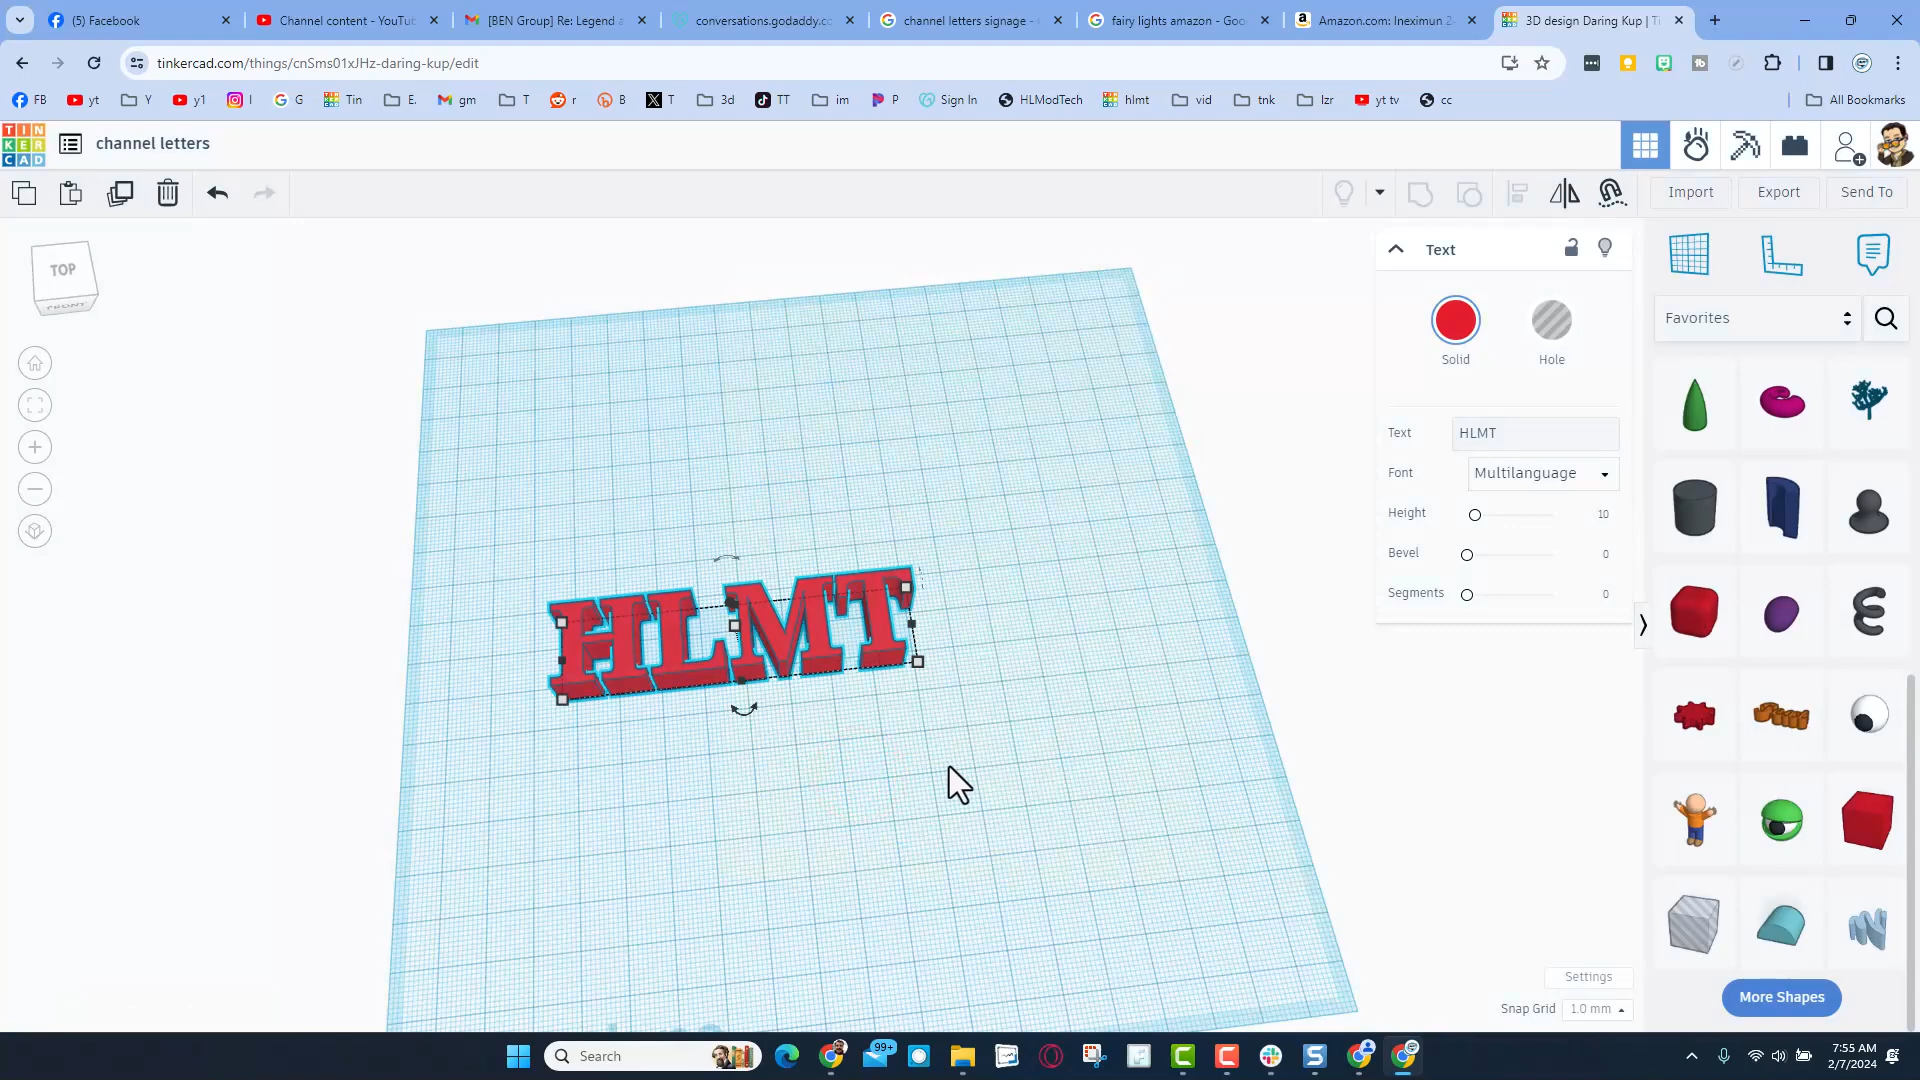 (5) Facebook
Channel content - YouTu
[BEN Group] Re: Legend a
conversations.godaddy.co
channel letters signage -
fairy lights amazon - Goo
Amazon.com: Ineximun 2
3D design Daring Kup | Ti
tinkercad.com/things/cnSms01xJHz-daring-kup/edit
FB
yt
Y
y1
I
G
Tin
E.
gm
T
r
B
T
3d
TT
im
P
Sign In
HLModTech
hlmt
vid
tnk
lzr
yt tv
cc
All Bookmarks
TIN
KER
CAD
channel letters
Import
Export
Send To
TOP
FRONT
Text
Solid
Hole
Text
HLMT
Font
Multilanguage
Height
10
Bevel
0
Segments
0
Favorites
HLMT
More Shapes
Settings
Snap Grid
1.0 mm
Search
99+
7:55 AM
2/7/2024